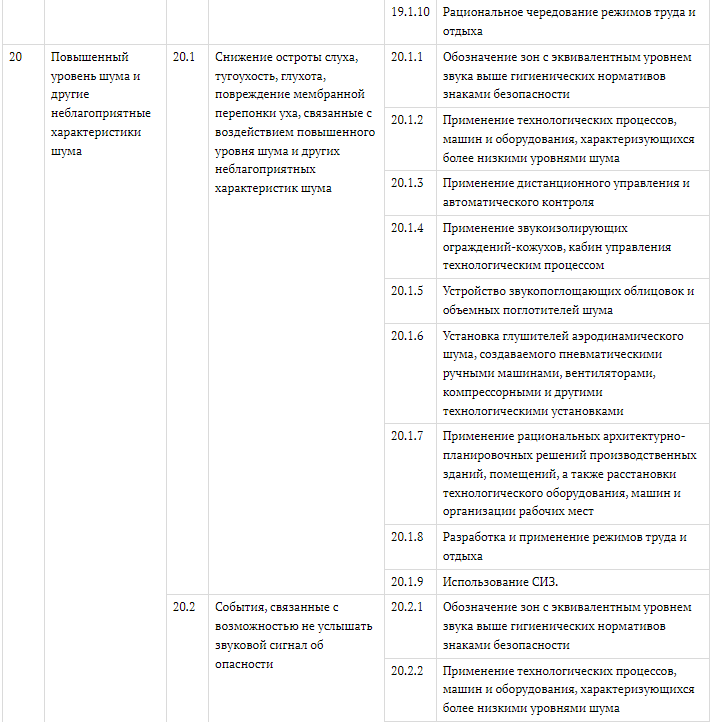 19.1.10 Рациональное чередование режимов труда и
отдыха
20 Повышенный
уровень шума и
другие
неблагоприятные
характеристики
шума
20.1 Снижение остроты слуха,
тугоухость, глухота,
повреждение мембранной
перепонки уха, связанные с
воздействием повышенного
уровня шума и других
неблагоприятных
характеристик шума
20.1.1 Обозначение зон с эквивалентным уровнем
звука выше гигиенических нормативов
знаками безопасности
20.1.2 Применение технологических процессов,
машин и оборудования, характеризующихся
более низкими уровнями шума
20.1.3 Применение дистанционного управления и
автоматического контроля
20.1.4 Применение звукоизолирующих
ограждений-кожухов, кабин управления
технологическим процессом
20.1.5 Устройство звукопоглощающих облицовок и
объемных поглотителей шума
20.1.6 Установка глушителей аэродинамического
шума, создаваемого пневматическими
ручными машинами, вентиляторами,
компрессорными и другими
технологическими установками
20.1.7 Применение рациональных архитектурно-
планировочных решений производственных
зданий, помещений, а также расстановки
технологического оборудования, машин и
организации рабочих мест
20.1.8 Разработка и применение режимов труда и
отдыха
20.1.9 Использование СИЗ.
20.2 События, связанные с
возможностью не услышать
звуковой сигнал об
опасности
20.2.1 Обозначение зон с эквивалентным уровнем
звука выше гигиенических нормативов
знаками безопасности
20.2.2 Применение технологических процессов,
машин и оборудования, характеризующихся
более низкими уровнями шума